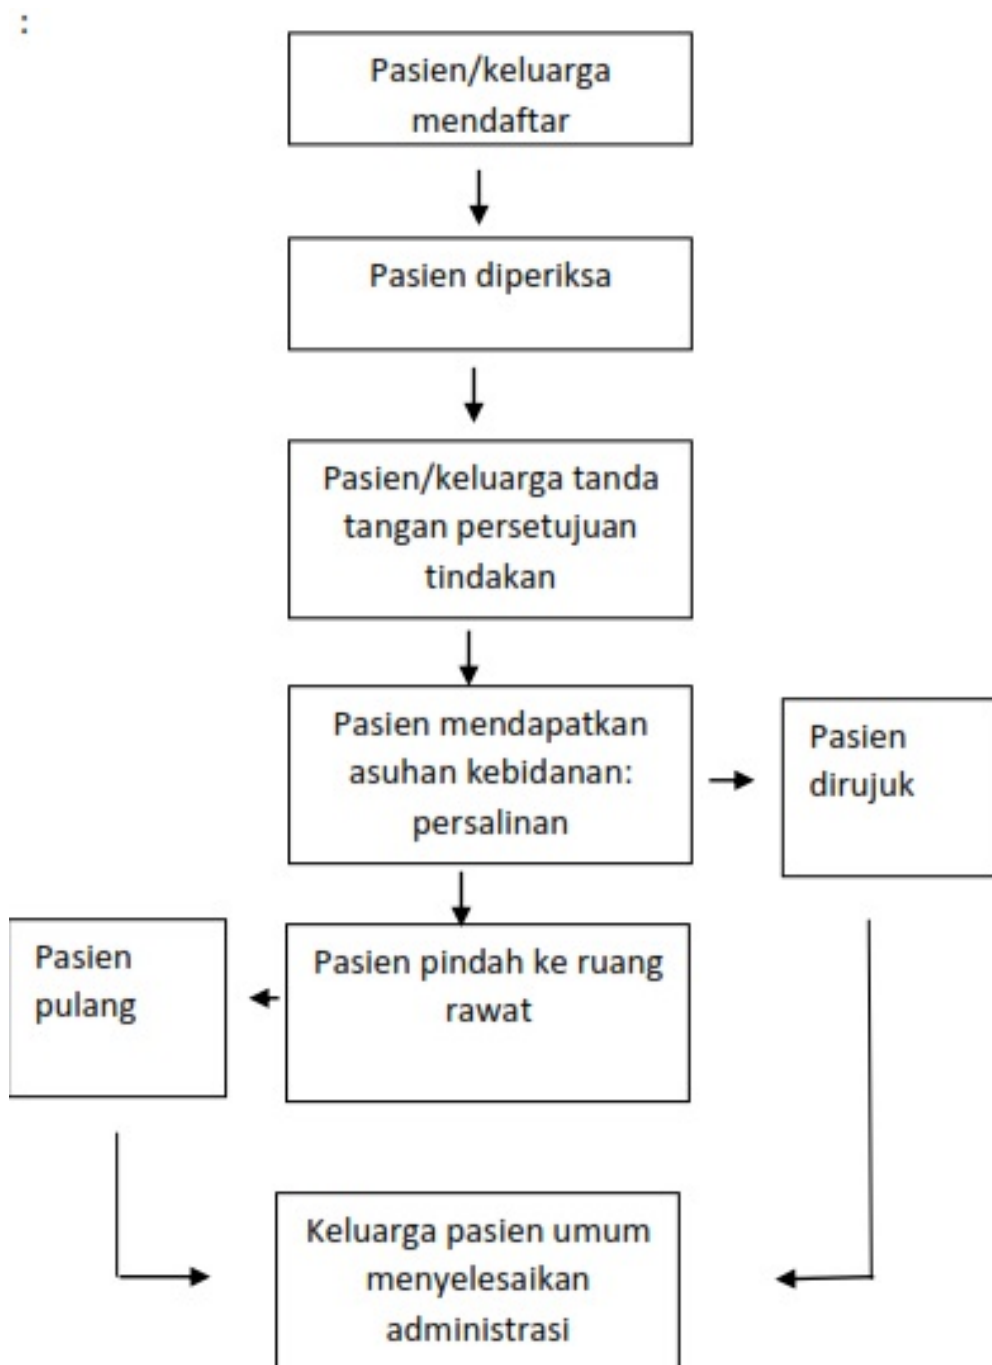 :
Pasien/keluarga
mendaftar
Pasien diperiksa
Pasien/keluarga tanda
tangan persetujuan
tindakan
Pasien mendapatkan
asuhan kebidanan:
persalinan
Pasien
dirujuk
Pasien
pulang
Pasien pindah ke ruang
rawat
Keluarga pasien umum
menyelesaikan
administrasi